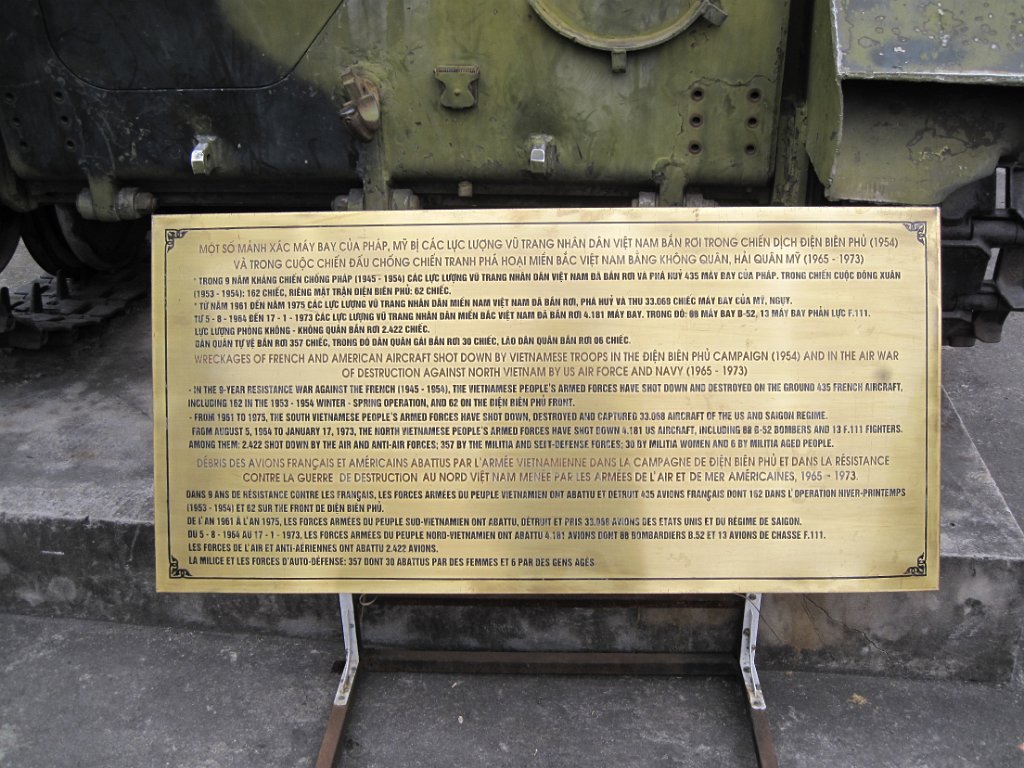 MỘT SỐ MẢNH XÁC MÁY BAY CỦA PHÁP, MỸ BỊ CÁC LỰC LƯỢNG VŨ TRANG NHÂN DÂN VIỆT NAM BẮN RƠI TRONG CHIẾN DỊCH ĐIỆN BIÊN PHỦ (1954)
VÀ TRONG CUỘC CHIẾN ĐẤU CHỐNG CHIẾN TRANH PHÁ HOẠI MIỀN BẮC VIỆT NAM BẰNG KHÔNG QUÂN, HẢI QUÂN MỸ (1965 - 1973)
* TRONG 9 NĂM KHÁNG CHIẾN CHỐNG PHÁP (1945 - 1954) CÁC LỰC LƯỢNG VŨ TRANG NHÂN DÂN VIỆT NAM ĐÃ BẮN RƠI VÀ PHÁ HUỶ 435 MÁY BAY CỦA PHÁP. TRONG CHIẾN CUỘC ĐÔNG XUÂN
(1953 - 1954): 162 CHIẾC, RIÊNG MẶT TRẬN ĐIỆN BIÊN PHỦ: 62 CHIẾC.
* TỪ NĂM 1961 ĐẾN NĂM 1975 CÁC LỰC LƯỢNG VŨ TRANG NHÂN DÂN MIỀN NAM VIỆT NAM ĐÃ BẮN RƠI, PHÁ HUỶ VÀ THU 33.068 CHIẾC MÁY BAY CỦA MỸ, NGỤY.
TỪ 5 - 8 - 1964 ĐẾN 17 - 1 - 1973 CÁC LỰC LƯỢNG VŨ TRANG NHÂN DÂN MIỀN BẮC VIỆT NAM ĐÃ BẮN RƠI 4.181 MÁY BAY. TRONG ĐÓ: 68 MÁY BAY B-52, 13 MÁY BAY PHẢN LỰC F.111.
LỰC LƯỢNG PHÒNG KHÔNG - KHÔNG QUÂN BẮN RƠI 2.422 CHIẾC.
DÂN QUÂN TỰ VỆ BẮN RƠI 357 CHIẾC, TRONG ĐÓ DÂN QUÂN GÁI BẮN RƠI 30 CHIẾC, LÃO DÂN QUÂN BẮN RƠI 06 CHIẾC.
WRECKAGES OF FRENCH AND AMERICAN AIRCRAFT SHOT DOWN BY VIETNAMESE TROOPS IN THE ĐIỆN BIÊN PHỦ CAMPAIGN (1954) AND IN THE AIR WAR
OF DESTRUCTION AGAINST NORTH VIETNAM BY US AIR FORCE AND NAVY (1965 - 1973)
- IN THE 9-YEAR RESISTANCE WAR AGAINST THE FRENCH (1945 - 1954), THE VIETNAMESE PEOPLE'S ARMED FORCES HAVE SHOT DOWN AND DESTROYED ON THE GROUND 435 FRENCH AIRCRAFT,
INCLUDING 162 IN THE 1953 - 1954 WINTER - SPRING OPERATION, AND 62 ON THE ĐIỆN BIÊN PHỦ FRONT.
- FROM 1961 TO 1975, THE SOUTH VIETNAMESE PEOPLE'S ARMED FORCES HAVE SHOT DOWN, DESTROYED AND CAPTURED 33.068 AIRCRAFT OF THE US AND SAIGON REGIME.
FROM AUGUST 5, 1964 TO JANUARY 17, 1973, THE NORTH VIETNAMESE PEOPLE'S ARMED FORCES HAVE SHOT DOWN 4.181 US AIRCRAFT, INCLUDING 68 B-52 BOMBERS AND 13 F.111 FIGHTERS.
AMONG THEM: 2.422 SHOT DOWN BY THE AIR AND ANTI-AIR FORCES; 357 BY THE MILITIA AND SELT-DEFENSE FORCES; 30 BY MILITIA WOMEN AND 6 BY MILITIA AGED PEOPLE.
DÉBRIS DES AVIONS FRANÇAIS ET AMÉRICAINS ABATTUS PAR L'ARMÉE VIETNAMIENNE DANS LA CAMPAGNE DE ĐIỆN BIÊN PHỦ ET DANS LA RÉSISTANCE
CONTRE LA GUERRE DE DESTRUCTION AU NORD VIỆT NAM MENÉE PAR LES ARMÉES DE L'AIR ET DE MER AMÉRICAINES, 1965 - 1973.
DANS 9 ANS DE RÉSISTANCE CONTRE LES FRANÇAIS, LES FORCES ARMÉES DU PEUPLE VIETNAMIEN ONT ABATTU ET DETRUIT 435 AVIONS FRANÇAIS DONT 162 DANS L'OPERATION HIVER-PRINTEMPS
(1953 - 1954) ET 62 SUR THE FRONT DE ĐIỆN BIÊN PHỦ.
DE L'AN 1961 À L'AN 1975, LES FORCES ARMÉES DU PEUPLE SUD-VIETNAMIEN ONT ABATTU, DÉTRUIT ET PRIS 33.068 AVIONS DES ETATS UNIS ET DU RÉGIME DE SAIGON.
DU 5 - 8 - 1964 AU 17 - 1 - 1973, LES FORCES ARMÉES DU PEUPLE NORD-VIETNAMIEN ONT ABATTU 4.181 AVIONS DONT 68 BOMBARDIERS B.52 ET 13 AVIONS DE CHASSE F.111.
LES FORCES DE L'AIR ET ANTI-AÉRIENNES ONT ABATTU 2.422 AVIONS.
LA MILICE ET LES FORCES D'AUTO-DÉFENSE: 357 DONT 30 ABATTUS PAR DES FEMMES ET 6 PAR DES GENS AGÉS